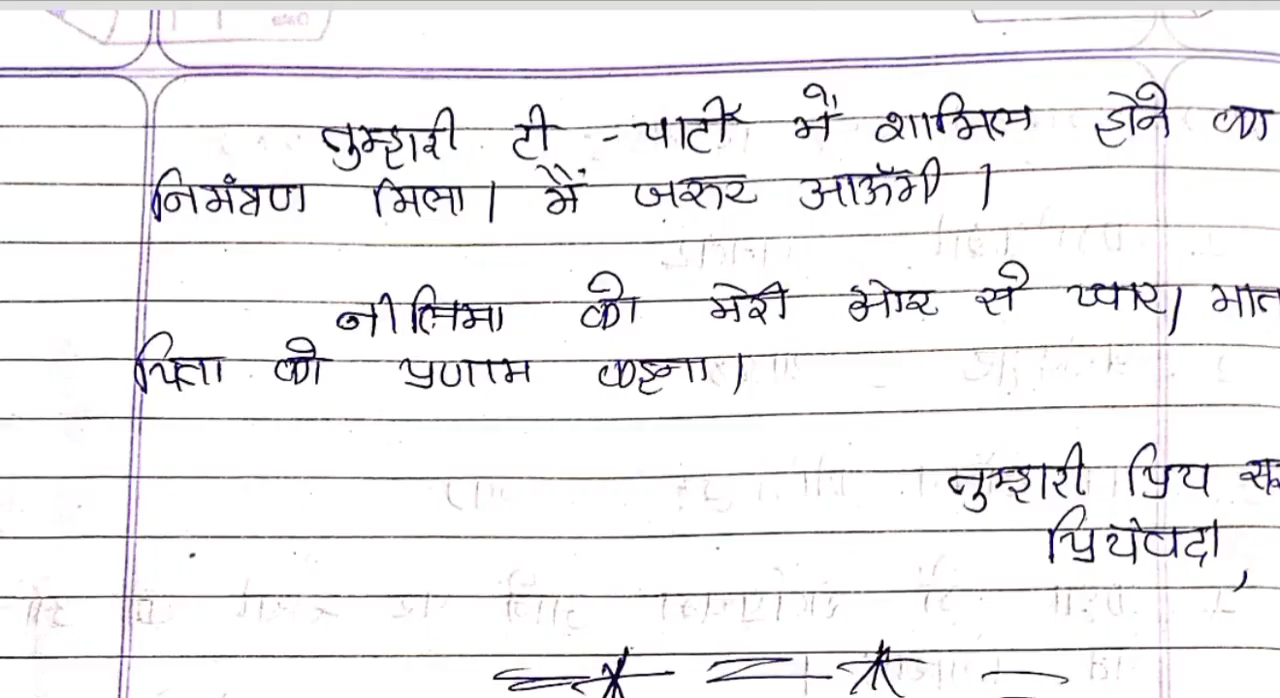 तुम्हारी टी - पार्टी में शामिल होने का
निमंत्रण मिला। मैं जरूर आऊँगी।
नीलिमा को मेरी ओर से प्यार। मात
पिता को प्रणाम कहना।
तुम्हारी प्रिय
प्रियंवदा,